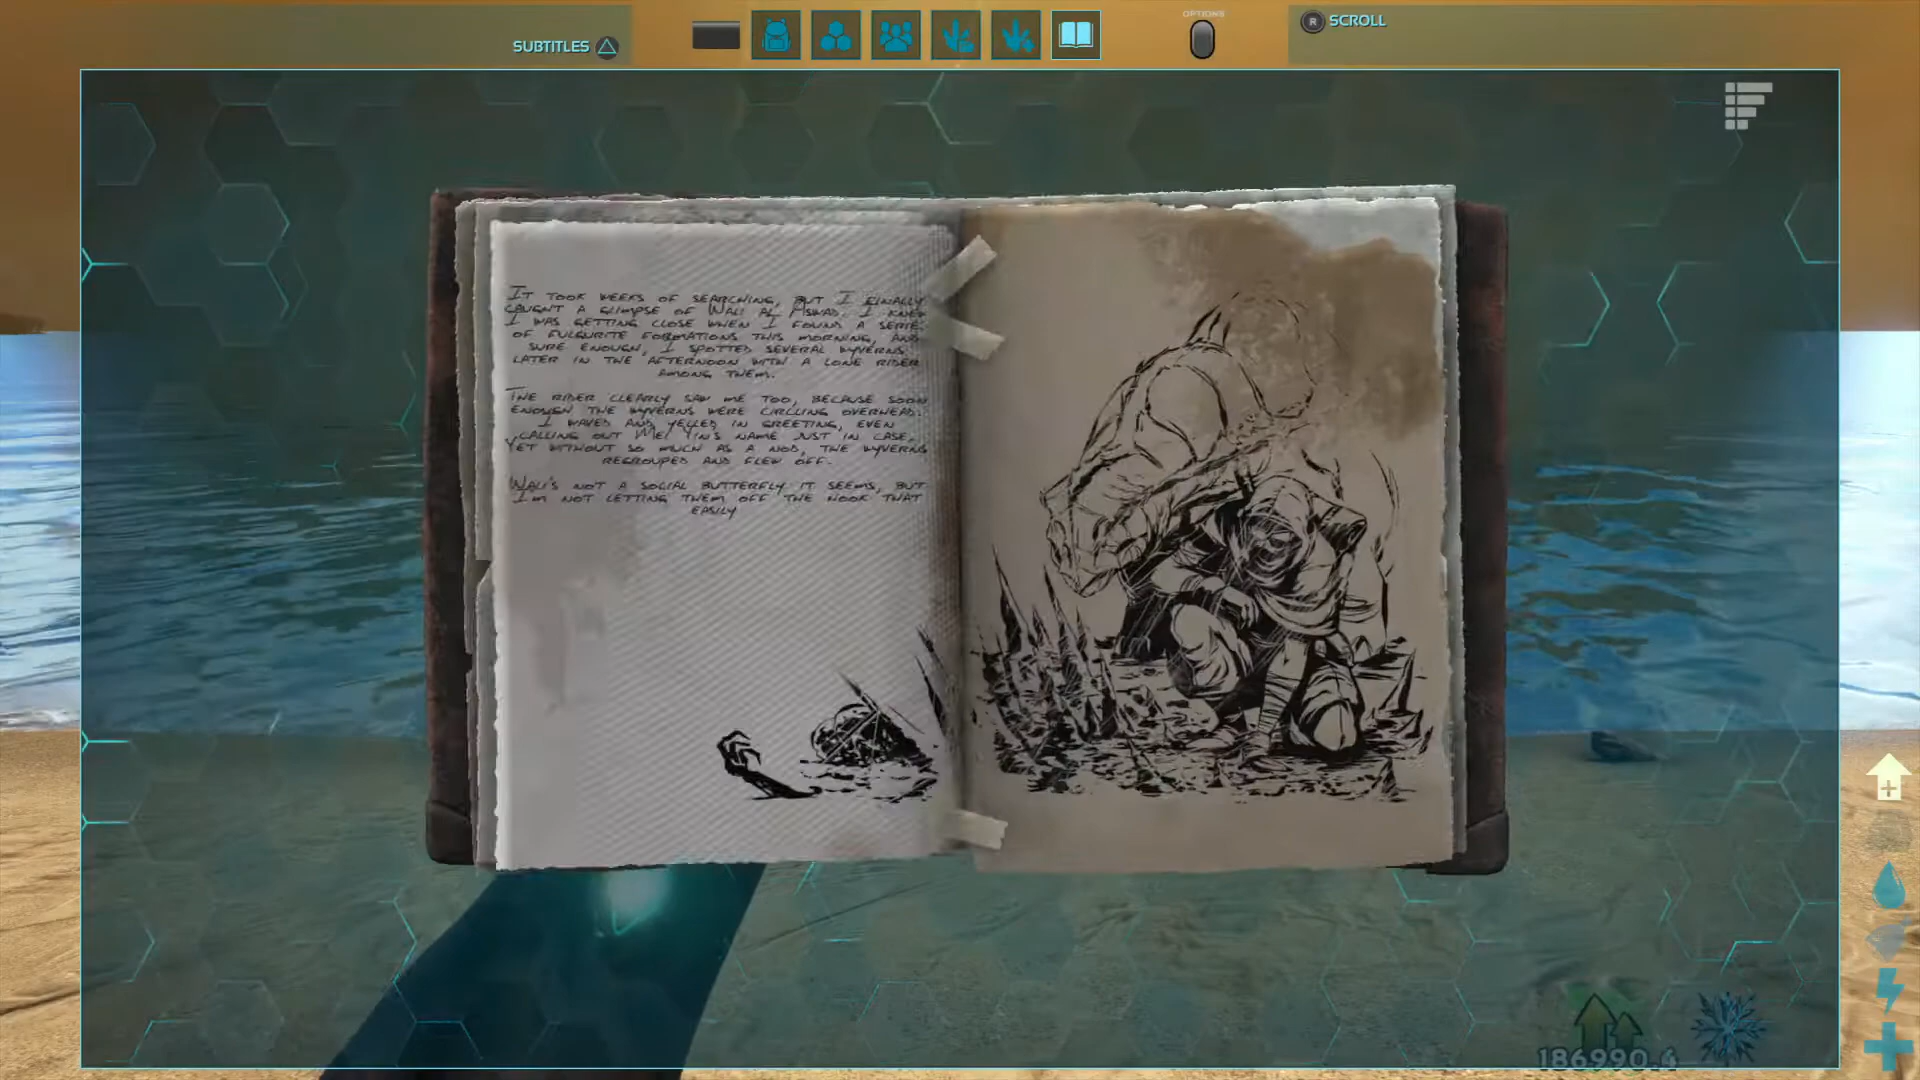 OPTIONS
SUBTITLES
R SCROLL
It took weeks of searching, but I finally
caught a glimpse of Wali al Aswad. I knew
I was getting close when I found a serie
of fulgurite formations this morning, and
sure enough, I spotted several wyverns
later in the afternoon with a lone rider
among them.
The rider clearly saw me too, because soon
enough the wyverns were circling overhead.
I waved and yelled in greeting, even
calling out Mei Yin's name just in case,
yet without so much as a nod, the wyverns
regrouped and flew off.
Wali's not a social butterfly it seems, but
I'm not letting them off the hook that
easily
186990.4